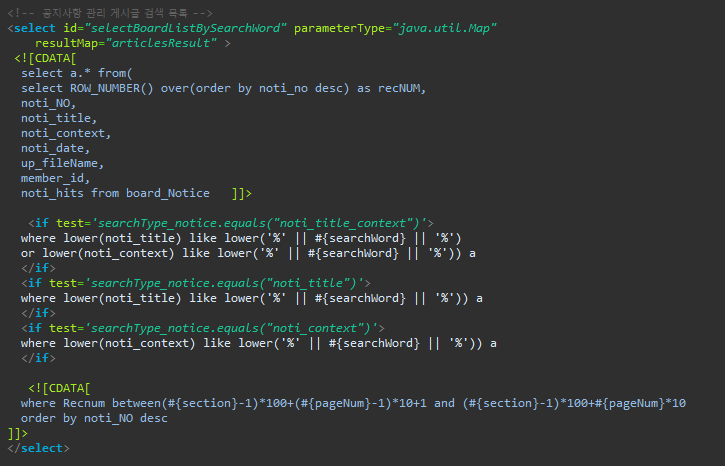 <!-- 공지사항 관리 게시글 검색 목록 -->
<select id="selectBoardListBySearchWord" parameterType="java.util.Map"
resultMap="articlesResult" >
<![CDATA[
select a.* from(
select ROW_NUMBER() over(order by noti_no desc) as recNUM,
noti_NO,
noti_title,
noti_context,
noti_date,
up_fileName,
member_id,
noti_hits from board_Notice ]]>
<if test='searchType_notice.equals("noti_title_context")'>
where lower(noti_title) like lower('%' || #{searchWord} || '%')
or lower(noti_context) like lower('%' || #{searchWord} || '%')) a
</if>
<if test='searchType_notice.equals("noti_title")'>
where lower(noti_title) like lower('%' || #{searchWord} || '%')) a
</if>
<if test='searchType_notice.equals("noti_context")'>
where lower(noti_context) like lower('%' || #{searchWord} || '%')) a
</if>
<![CDATA[
where Recnum between(#{section}-1)*100+(#{pageNum}-1)*10+1 and (#{section}-1)*100+#{pageNum}*10
order by noti_NO desc
]]>
</select>